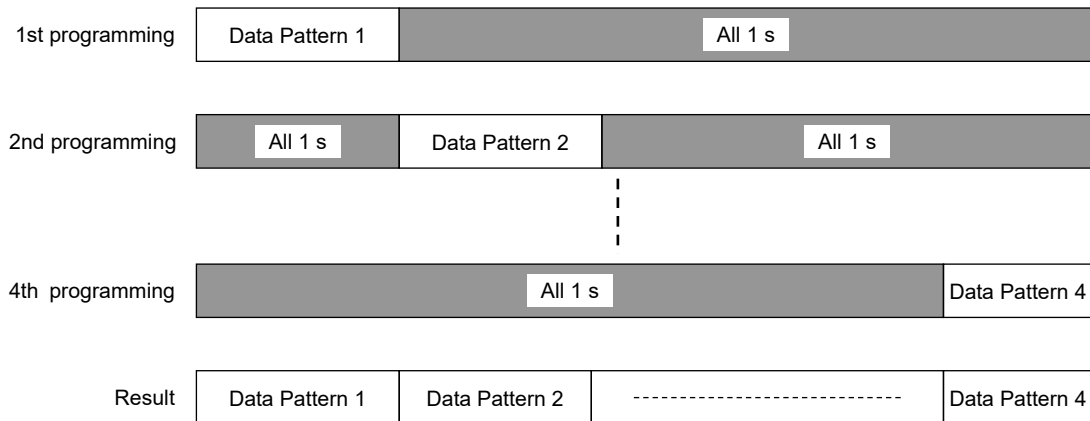 1st programming Data Pattern 1 All 1 s
2nd programming All 1 s Data Pattern 2 All 1 s
4th programming All 1 s Data Pattern 4
Result Data Pattern 1 Data Pattern 2 Data Pattern 4